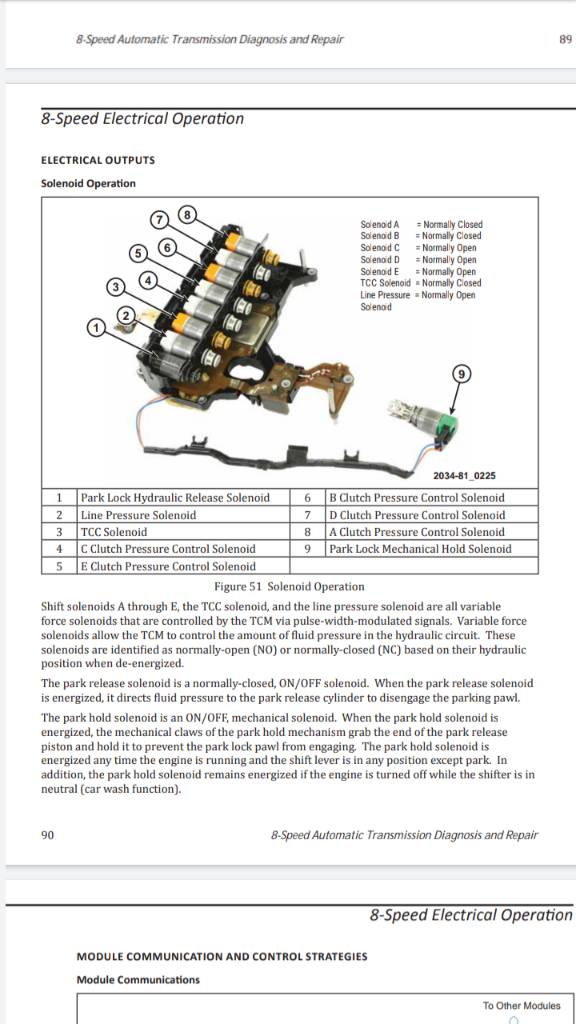 8-Speed Automatic Transmission Diagnosis and Repair 89
8-Speed Electrical Operation
ELECTRICAL OUTPUTS
Solenoid Operation
Solenoid A = Normally Closed
Solenoid B = Normally Closed
Solenoid C = Normally Open
Solenoid D = Normally Open
Solenoid E = Normally Open
TCC Solenoid = Normally Closed
Line Pressure = Normally Open
Solenoid
7
8
6
5
4
3
2
1
9
2034-81_0225
1 Park Lock Hydraulic Release Solenoid 6 B Clutch Pressure Control Solenoid
2 Line Pressure Solenoid 7 D Clutch Pressure Control Solenoid
3 TCC Solenoid 8 A Clutch Pressure Control Solenoid
4 C Clutch Pressure Control Solenoid 9 Park Lock Mechanical Hold Solenoid
5 E Clutch Pressure Control Solenoid
Figure 51 Solenoid Operation
Shift solenoids A through E, the TCC solenoid, and the line pressure solenoid are all variable
force solenoids that are controlled by the TCM via pulse-width-modulated signals. Variable force
solenoids allow the TCM to control the amount of fluid pressure in the hydraulic circuit. These
solenoids are identified as normally-open (NO) or normally-closed (NC) based on their hydraulic
position when de-energized.
The park release solenoid is a normally-closed, ON/OFF solenoid. When the park release solenoid
is energized, it directs fluid pressure to the park release cylinder to disengage the parking pawl.
The park hold solenoid is an ON/OFF, mechanical solenoid. When the park hold solenoid is
energized, the mechanical claws of the park hold mechanism grab the end of the park release
piston and hold it to prevent the park lock pawl from engaging. The park hold solenoid is
energized any time the engine is running and the shift lever is in any position except park. In
addition, the park hold solenoid remains energized if the engine is turned off while the shifter is in
neutral (car wash function).
90 8-Speed Automatic Transmission Diagnosis and Repair
8-Speed Electrical Operation
MODULE COMMUNICATION AND CONTROL STRATEGIES
Module Communications
To Other Modules